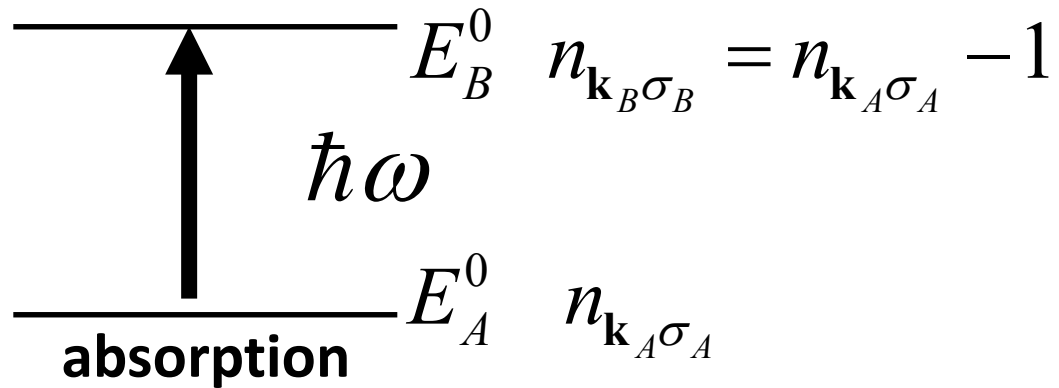 E_B^0 n_{𝐤_B σ_B} = n_{𝐤_A σ_A} − 1
ℏω
E_A^0 n_{𝐤_A σ_A}
absorption